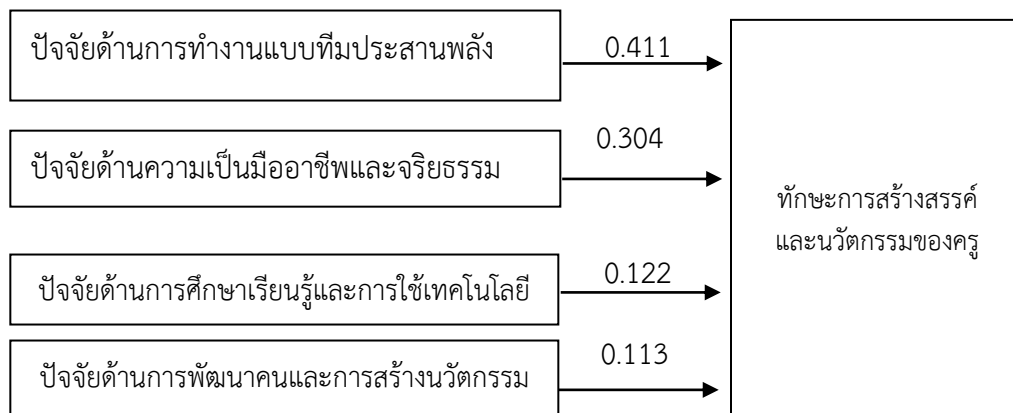 ปัจจัยด้านการทำงานแบบทีมประสานพลัง
0.411
ปัจจัยด้านความเป็นมืออาชีพและจริยธรรม
0.304
ทักษะการสร้างสรรค์
และนวัตกรรมของครู
ปัจจัยด้านการศึกษาเรียนรู้และการใช้เทคโนโลยี
0.122
ปัจจัยด้านการพัฒนาคนและการสร้างนวัตกรรม
0.113